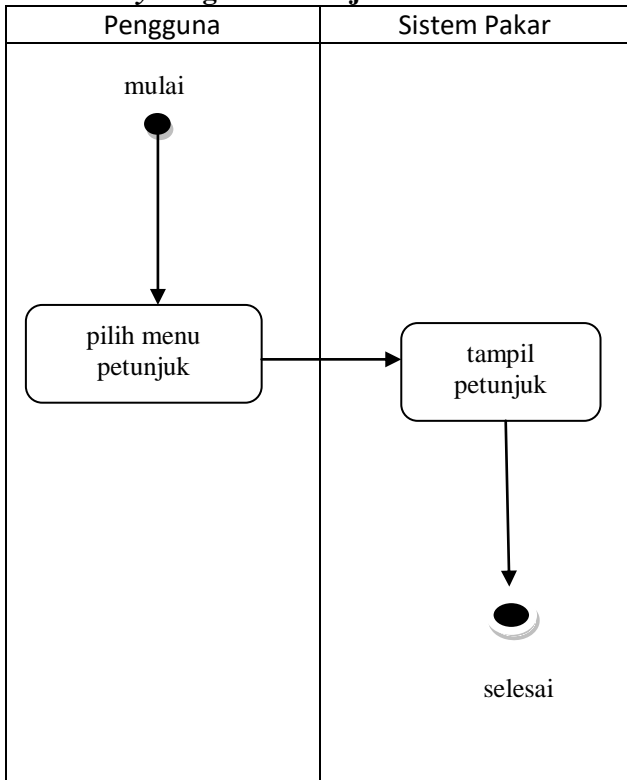 Pengguna
Sistem Pakar
mulai
pilih menu
petunjuk
tampil
petunjuk
selesai